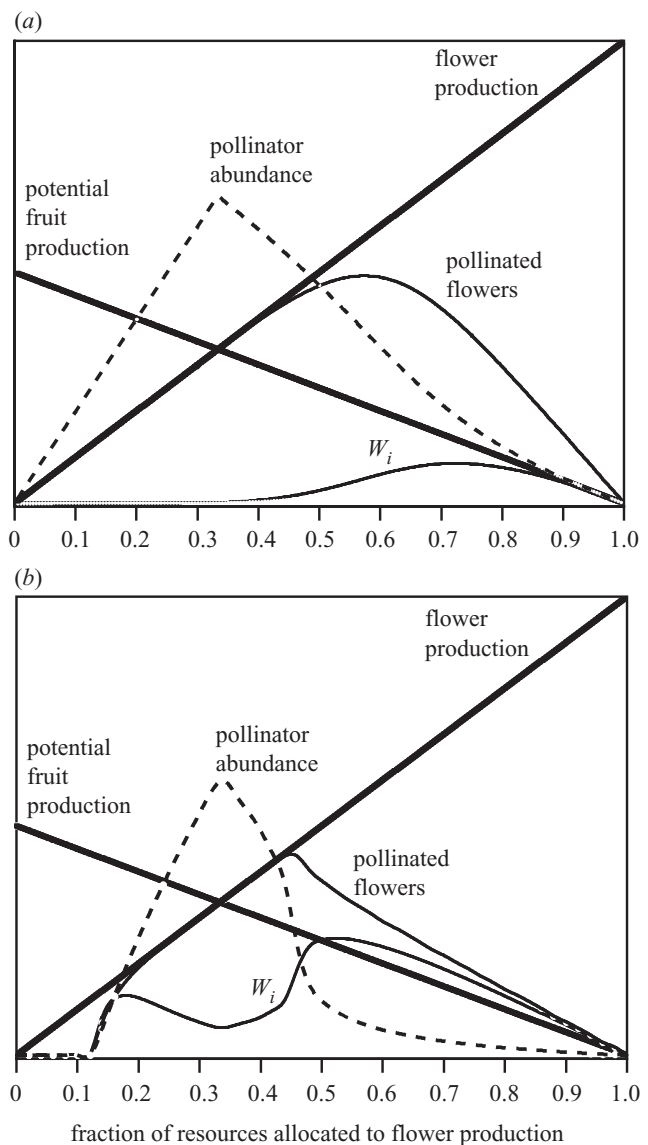 (a)
flower
production
pollinator
abundance
potential
fruit
production
pollinated
flowers
W_i
0 0.1 0.2 0.3 0.4 0.5 0.6 0.7 0.8 0.9 1.0
(b)
flower
production
pollinator
abundance
potential
fruit
production
pollinated
flowers
W_i
0 0.1 0.2 0.3 0.4 0.5 0.6 0.7 0.8 0.9 1.0
fraction of resources allocated to flower production